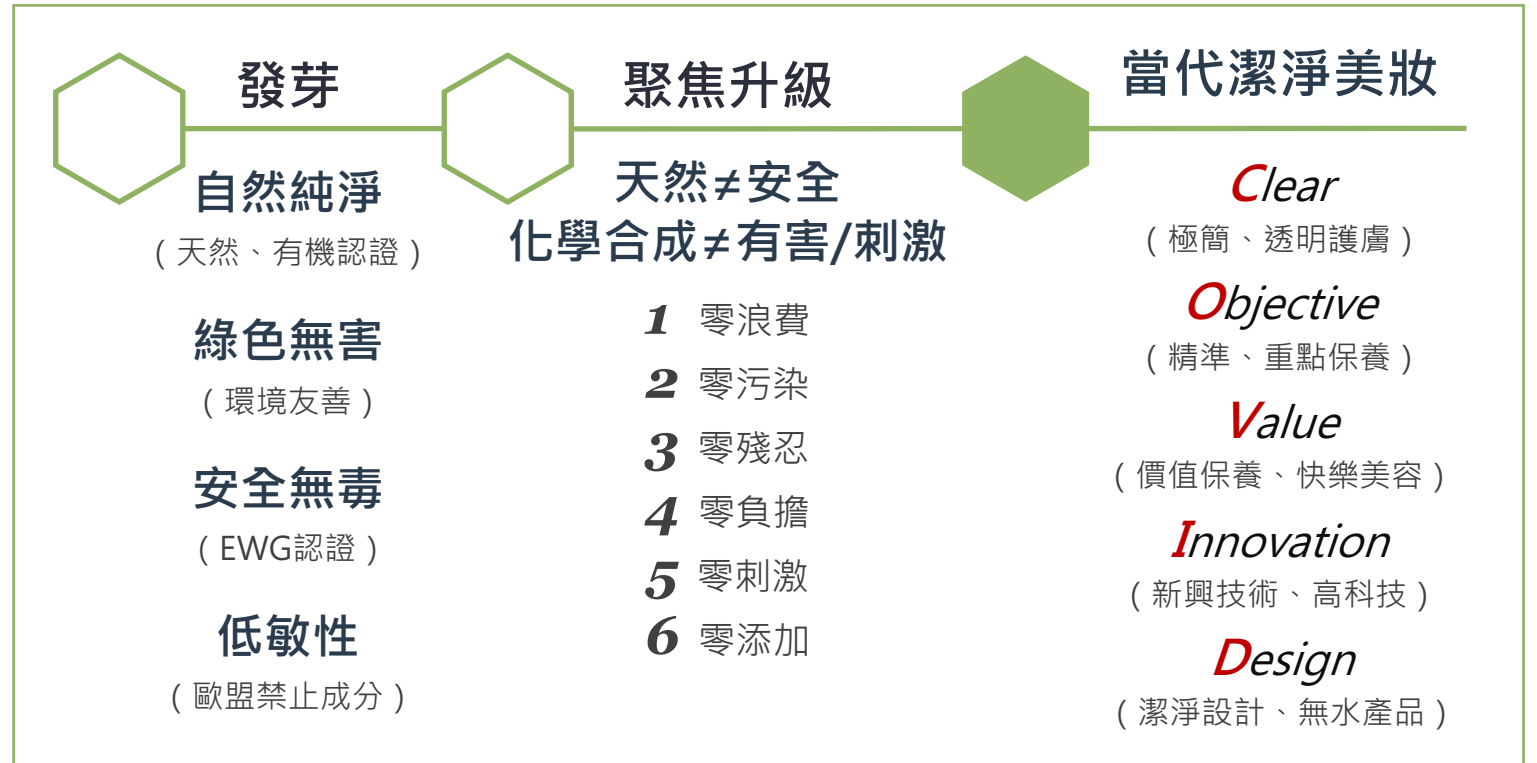 發芽
自然純淨
(天然、有機認證)
綠色無害
(環境友善)
安全無毒
(EWG認證)
低敏性
(歐盟禁止成分)
聚焦升級
天然≠安全
化學合成≠有害/刺激
1 零浪費
2 零污染
3 零殘忍
4 零負擔
5 零刺激
6 零添加
當代潔淨美妝
Clear
(極簡、透明護膚)
Objective
(精準、重點保養)
Value
(價值保養、快樂美容)
Innovation
(新興技術、高科技)
Design
(潔淨設計、無水產品)